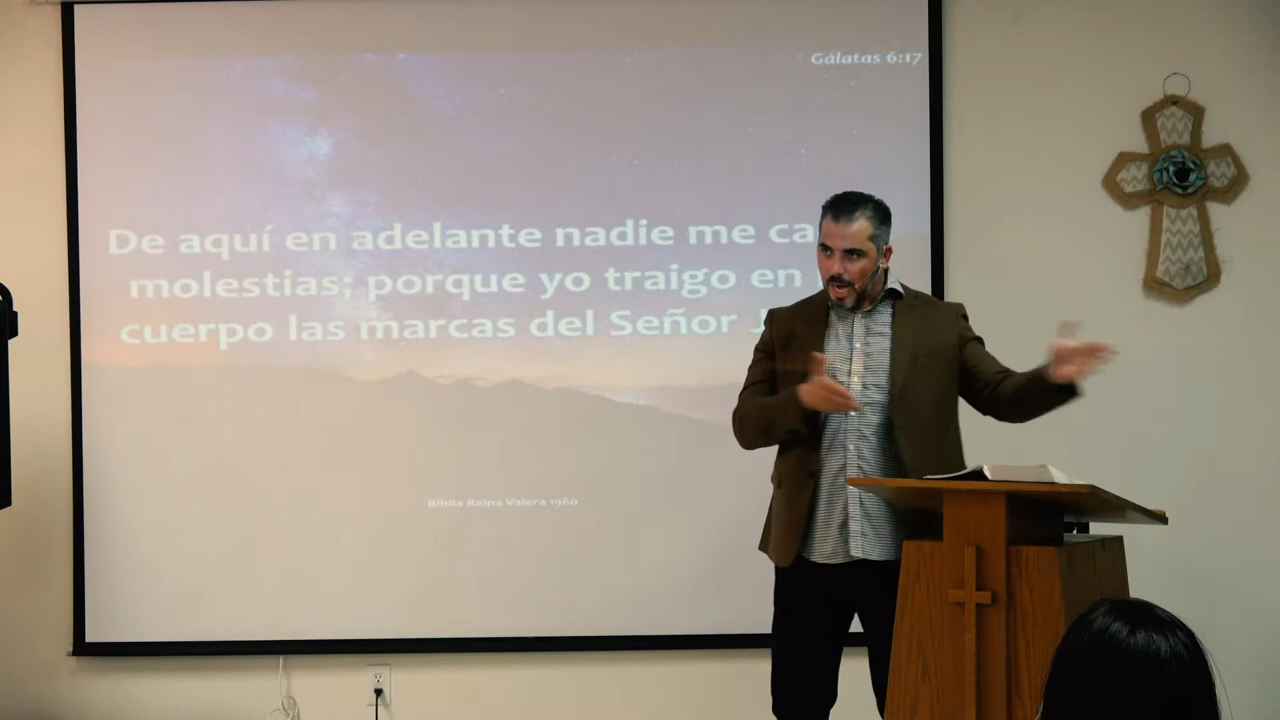 Gálatas 6:17
De aquí en adelante nadie me ca
molestias; porque yo traigo en
cuerpo las marcas del Señor J
Biblia Reina Valera 1960